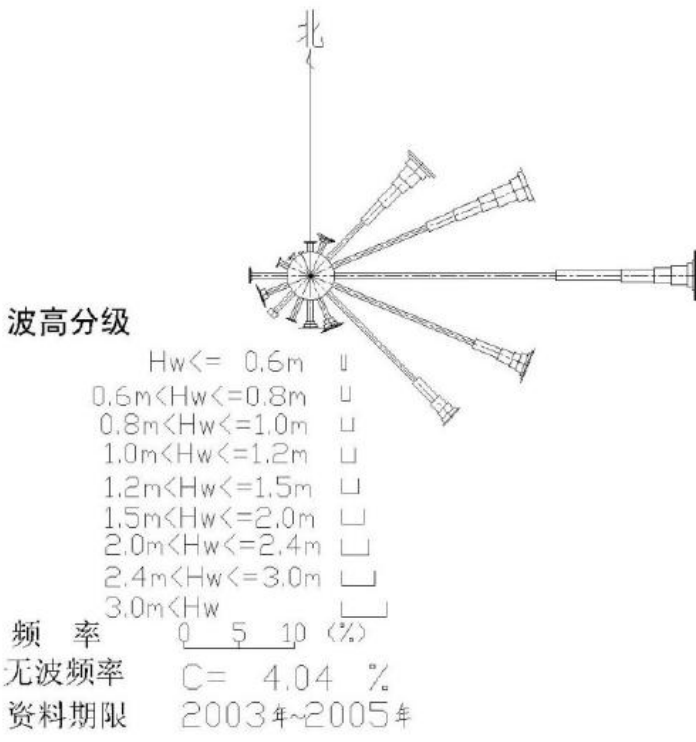 北
波高分级
Hw<= 0.6m
0.6m<Hw<=0.8m
0.8m<Hw<=1.0m
1.0m<Hw<=1.2m
1.2m<Hw<=1.5m
1.5m<Hw<=2.0m
2.0m<Hw<=2.4m
2.4m<Hw<=3.0m
3.0m<Hw
频 率 0 5 10 (%)
无波频率 C= 4.04 %
资料期限 2003年~2005年